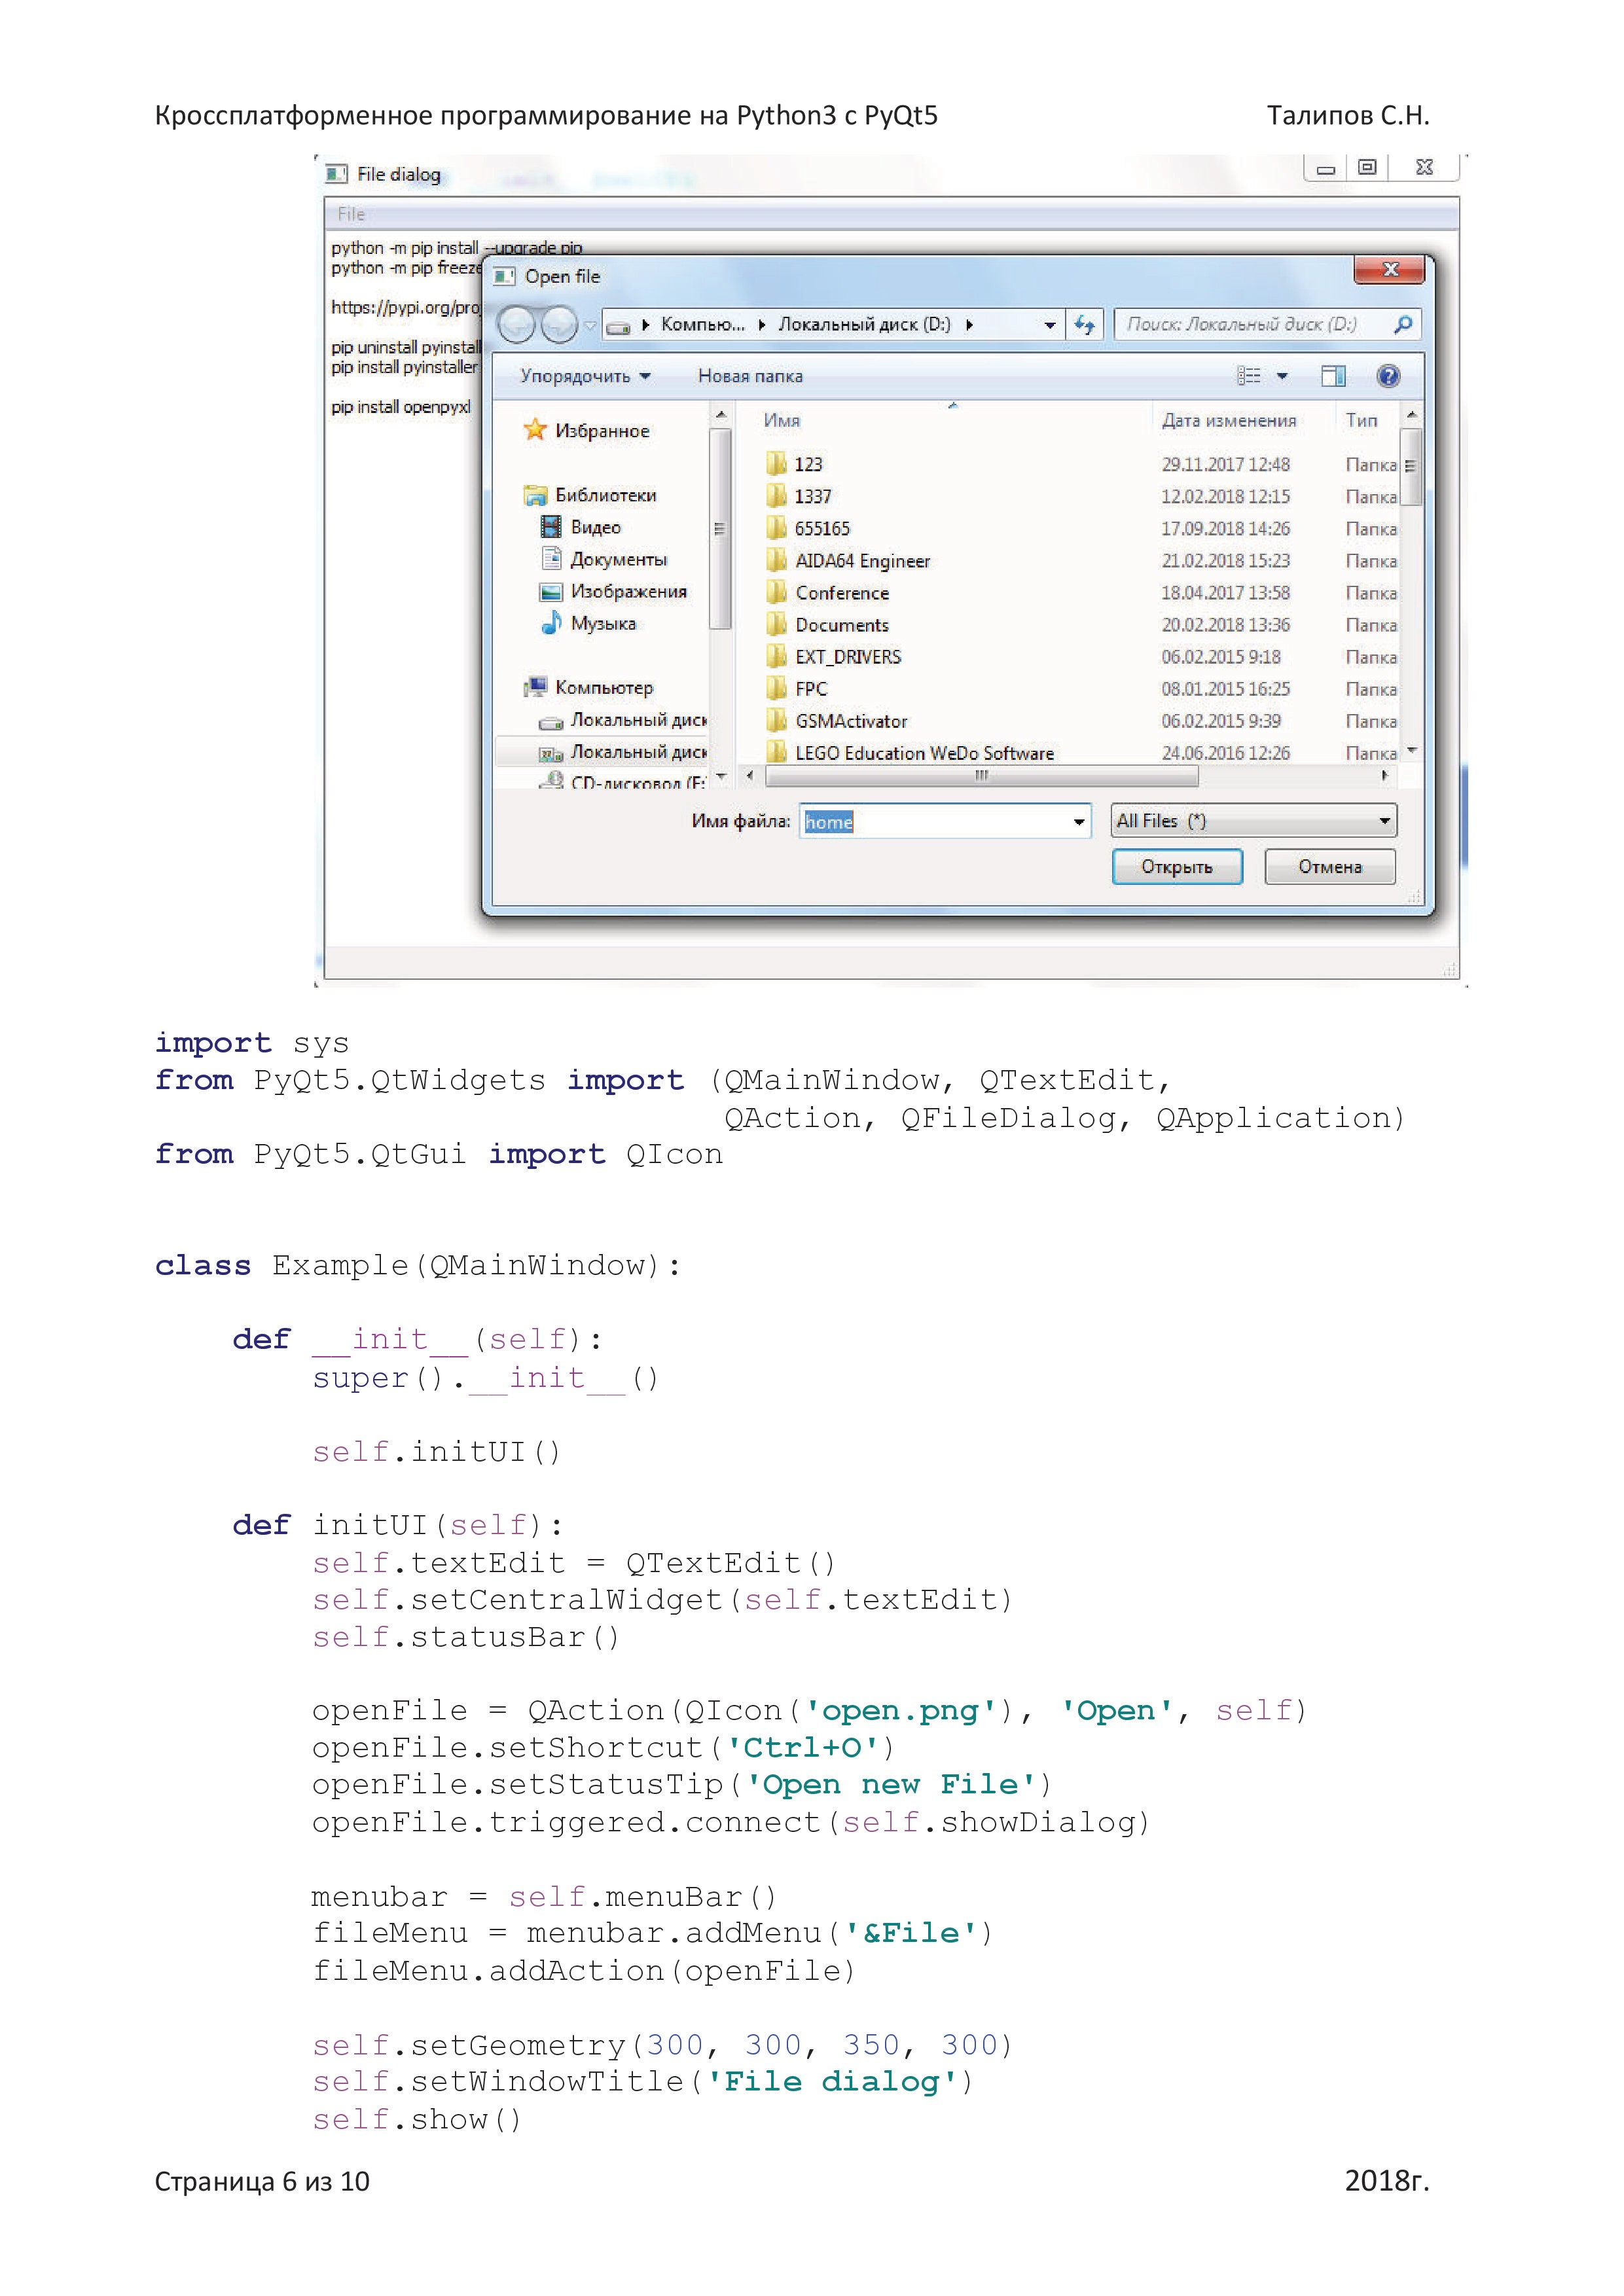 Кроссплатформенное программирование на Python3 с PyQt5 Талипов С.Н.
File dialog
File
python -m pip install --upgrade pip
python -m pip freeze
https://pypi.org/pro
pip uninstall pyinstall
pip install pyinstaller
pip install openpyxl
Open file
Компью... Локальный диск (D:) Поиск: Локальный диск (D:)
Упорядочить Новая папка
Избранное
Библиотеки
Видео
Документы
Изображения
Музыка
Компьютер
Локальный диск
Локальный диск
CD-дисковод (F:
Имя Дата изменения Тип
123 29.11.2017 12:48 Папка
1337 12.02.2018 12:15 Папка
655165 17.09.2018 14:26 Папка
AIDA64 Engineer 21.02.2018 15:23 Папка
Conference 18.04.2017 13:58 Папка
Documents 20.02.2018 13:36 Папка
EXT_DRIVERS 06.02.2015 9:18 Папка
FPC 08.01.2015 16:25 Папка
GSMActivator 06.02.2015 9:39 Папка
LEGO Education WeDo Software 24.06.2016 12:26 Папка
Имя файла: home All Files (*)
Открыть Отмена
import sys
from PyQt5.QtWidgets import (QMainWindow, QTextEdit,
QAction, QFileDialog, QApplication)
from PyQt5.QtGui import QIcon
class Example(QMainWindow):
def __init__(self):
super().__init__()
self.initUI()
def initUI(self):
self.textEdit = QTextEdit()
self.setCentralWidget(self.textEdit)
self.statusBar()
openFile = QAction(QIcon('open.png'), 'Open', self)
openFile.setShortcut('Ctrl+O')
openFile.setStatusTip('Open new File')
openFile.triggered.connect(self.showDialog)
menubar = self.menuBar()
fileMenu = menubar.addMenu('&File')
fileMenu.addAction(openFile)
self.setGeometry(300, 300, 350, 300)
self.setWindowTitle('File dialog')
self.show()
Страница 6 из 10 2018г.